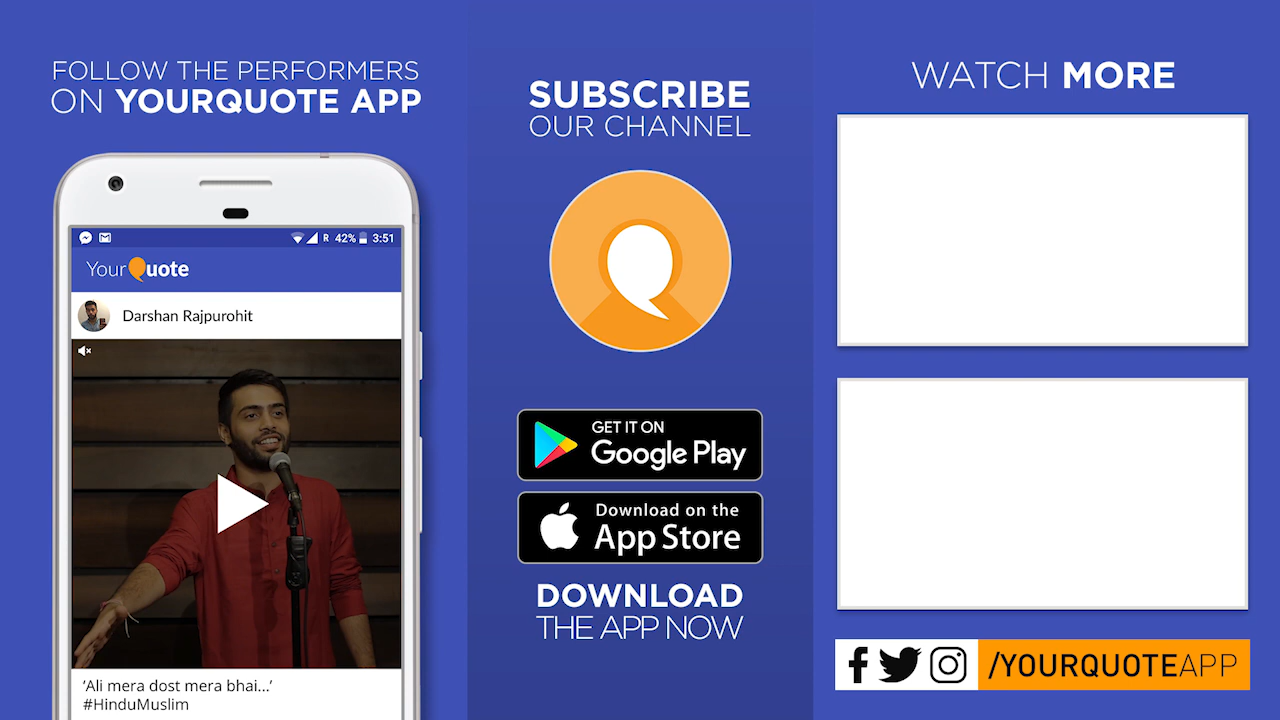 FOLLOW THE PERFORMERS
ON YOURQUOTE APP
R 42% 3:51
YourQuote
Darshan Rajpurohit
‘Ali mera dost mera bhai...’
#HinduMuslim
SUBSCRIBE
OUR CHANNEL
GET IT ON
Google Play
Download on the
App Store
DOWNLOAD
THE APP NOW
WATCH MORE
/YOURQUOTEAPP